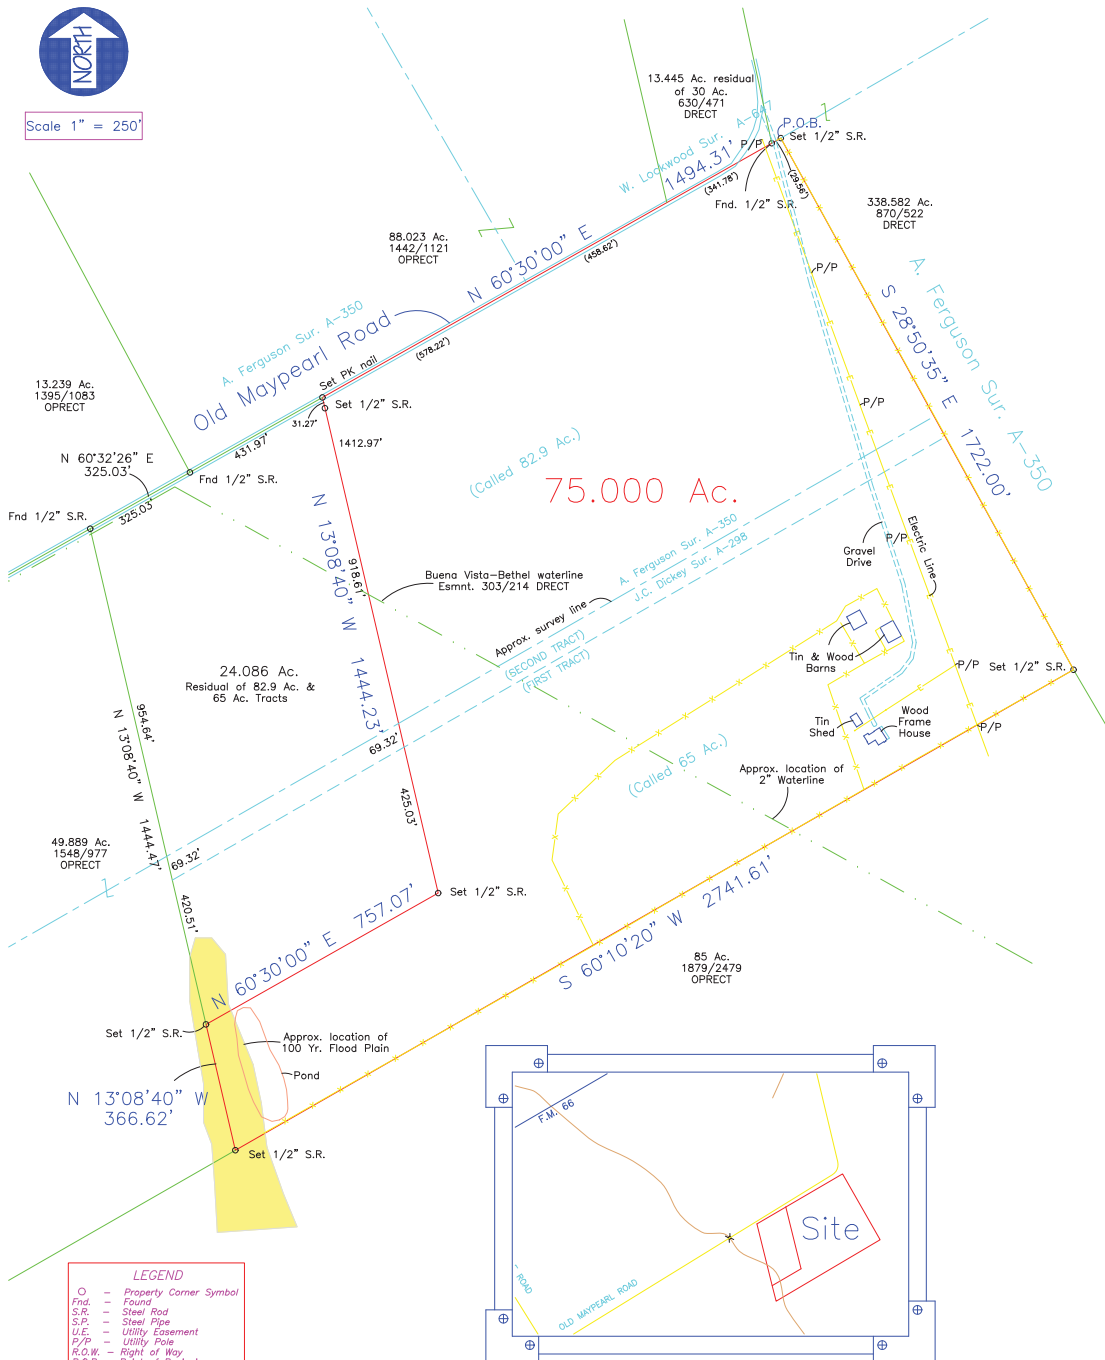 NORTH
Scale 1" = 250'
13.445 Ac. residual
of 30 Ac.
630/471
DRECT
W. Lockwood Sur. A-647
P.O.B.
Set 1/2" S.R.
P/P
1494.31'
(341.78')
(29.56')
Fnd. 1/2" S.R.
338.582 Ac.
870/522
DRECT
88.023 Ac.
1442/1121
OPRECT
N 60°30'00" E
(458.62')
P/P
A. Ferguson Sur. A-350
S 28°50'35" E 1722.00'
A. Ferguson Sur. A-350
Old Maypearl Road
(578.22')
Set PK nail
13.239 Ac.
1395/1083
OPRECT
Set 1/2" S.R.
31.27'
P/P
431.97'
1412.97'
(Called 82.9 Ac.)
75.000 Ac.
N 60°32'26" E
325.03'
Fnd 1/2" S.R.
325.03'
Fnd 1/2" S.R.
A. Ferguson Sur. A-350
J.C. Dickey Sur. A-298
P/P
Electric Line
Gravel
Drive
N 13°08'40" W 1444.23'
918.61'
Buena Vista-Bethel waterline
Esmnt. 303/214 DRECT
Approx. survey line
(SECOND TRACT)
(FIRST TRACT)
Tin & Wood
Barns
P/P
Set 1/2" S.R.
24.086 Ac.
Residual of 82.9 Ac. &
65 Ac. Tracts
954.64'
N 13°08'40" W 1444.47'
69.32'
Tin
Shed
Wood
Frame
House
P/P
(Called 65 Ac.)
Approx. location of
2" Waterline
425.03'
49.889 Ac.
1548/977
OPRECT
69.32'
420.51'
Set 1/2" S.R.
N 60°30'00" E 757.07'
S 60°10'20" W 2741.61'
85 Ac.
1879/2479
OPRECT
Set 1/2" S.R.
Approx. location of
100 Yr. Flood Plain
Pond
N 13°08'40" W
366.62'
Set 1/2" S.R.
F.M. 66
Site
ROAD
OLD MAYPEARL ROAD
LEGEND
O - Property Corner Symbol
Fnd. - Found
S.R. - Steel Rod
S.P. - Steel Pipe
U.E. - Utility Easement
P/P - Utility Pole
R.O.W. - Right of Way